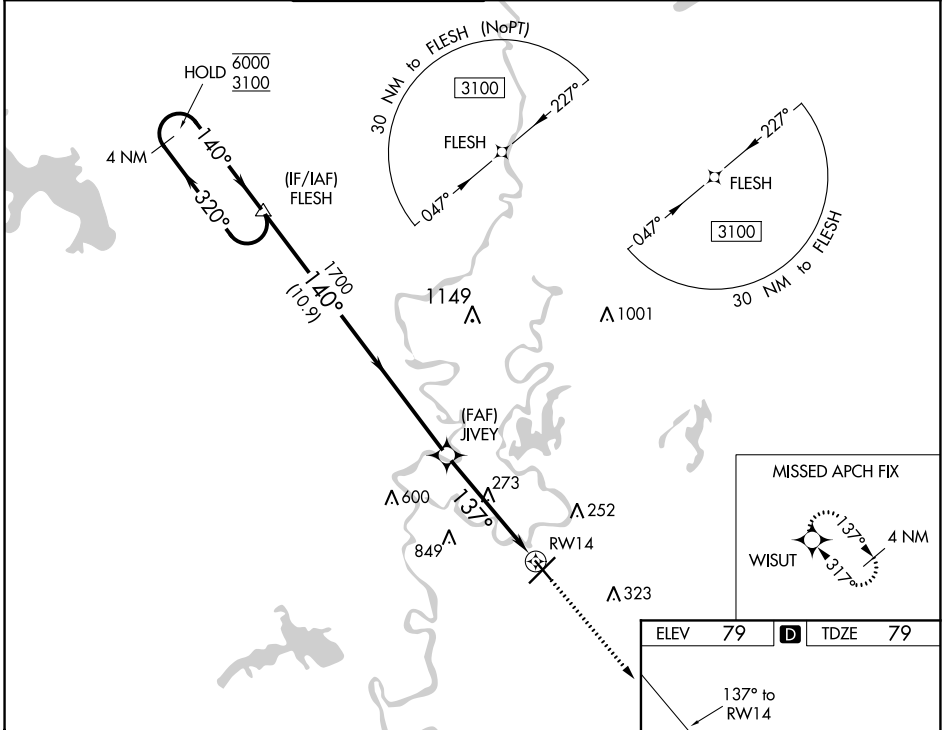 HOLD 6000
3100
4 NM
140°
320°
(IF/IAF)
FLESH
30 NM to FLESH (NoPT)
3100
227°
FLESH
047°
227°
FLESH
047°
3100
30 NM to FLESH
1700
140°
(10.9)
1149
1001
(FAF)
JIVEY
273
600
137°
252
849
RW14
323
MISSED APCH FIX
137°
4 NM
WISUT
317°
ELEV 79 D TDZE 79
137° to
RW14